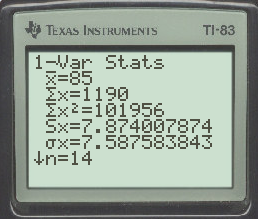 TEXAS INSTRUMENTS TI-83
1-Var Stats
x̄=85
Σx=1190
Σx²=101956
Sx=7.874007874
σx=7.587583843
↓n=14